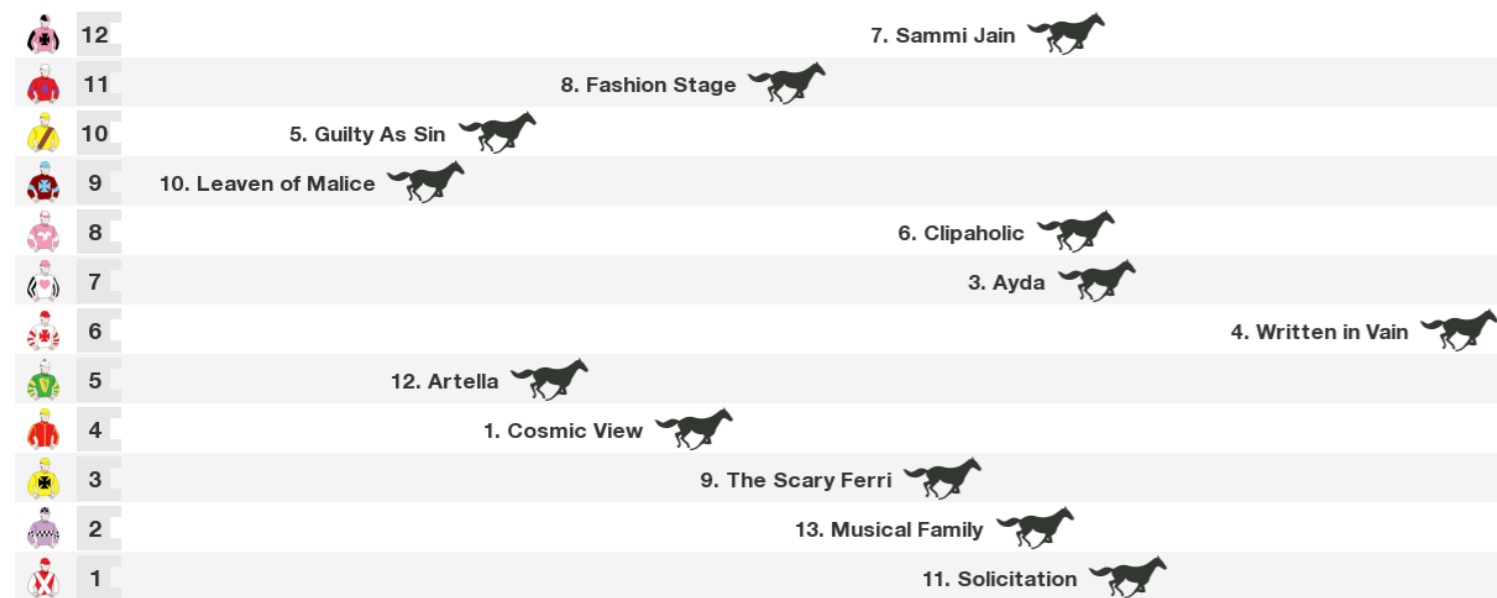 12 7. Sammi Jain
11 8. Fashion Stage
10 5. Guilty As Sin
9 10. Leaven of Malice
8 6. Clipaholic
7 3. Ayda
6 4. Written in Vain
5 12. Artella
4 1. Cosmic View
3 9. The Scary Ferri
2 13. Musical Family
1 11. Solicitation